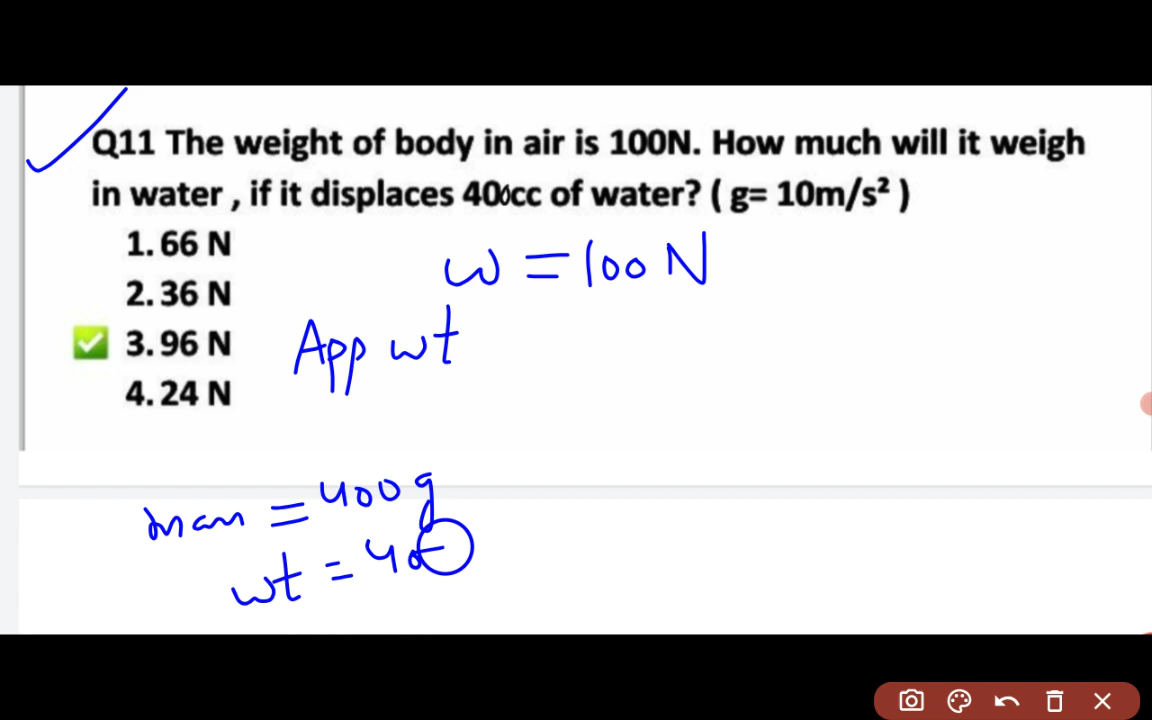 Q11 The weight of body in air is 100N. How much will it weigh
in water , if it displaces 400cc of water? ( g= 10m/s² )
1. 66 N
2. 36 N
w = 100 N
3. 96 N
App wt
4. 24 N
mass = 400g
wt = 40